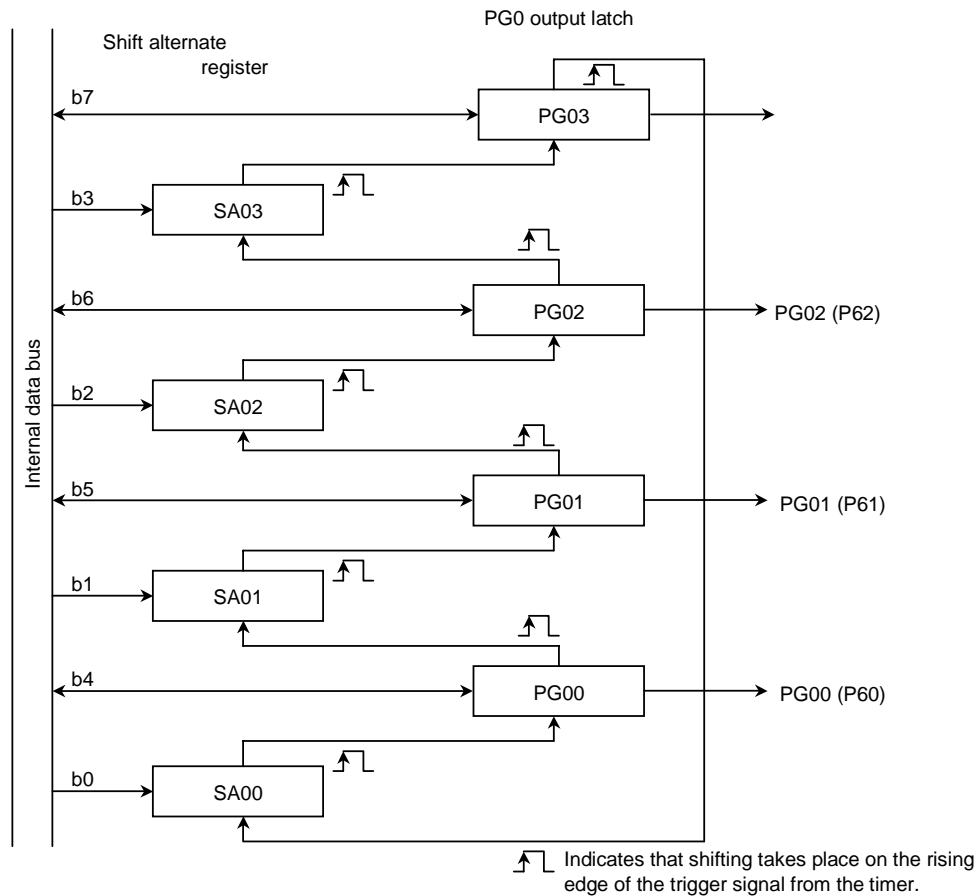 PG0 output latch
Shift alternate
register
b7
PG03
b3
SA03
b6
PG02
PG02 (P62)
b2
SA02
Internal data bus
b5
PG01
PG01 (P61)
b1
SA01
b4
PG00
PG00 (P60)
b0
SA00
Indicates that shifting takes place on the rising
edge of the trigger signal from the timer.